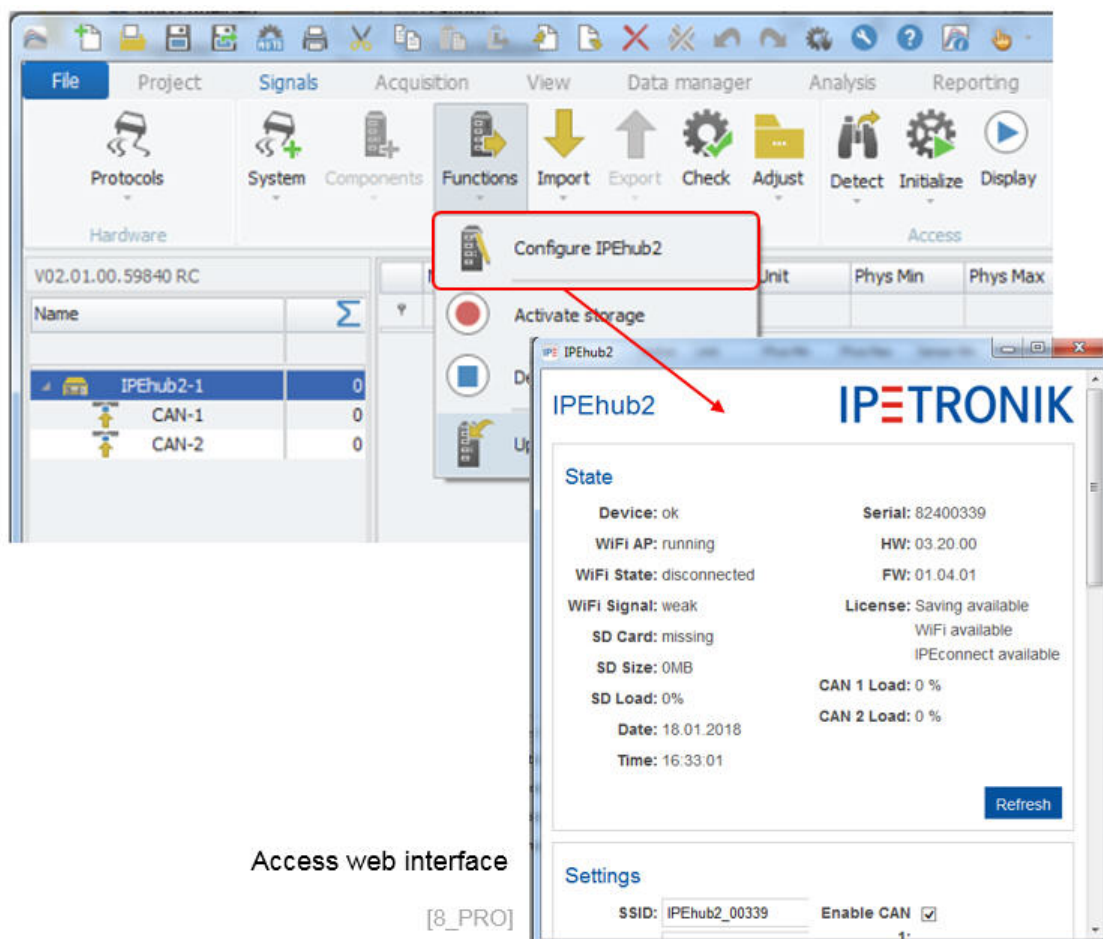 File Project Signals Acquisition View Data manager Analysis Reporting
Protocols System Components Functions Import Export Check Adjust Detect Initialize Display
Hardware Access
Configure IPEhub2
V02.01.00.59840 RC
Unit Phys Min Phys Max
Name
Activate storage
IPEhub2-1 0
CAN-1 0
CAN-2 0
IPEhub2
IPEhub2 IPETRONIK
State
Device: ok Serial: 82400339
WiFi AP: running HW: 03.20.00
WiFi State: disconnected FW: 01.04.01
WiFi Signal: weak License: Saving available
WiFi available
SD Card: missing
IPEconnect available
SD Size: 0MB
CAN 1 Load: 0 %
SD Load: 0%
CAN 2 Load: 0 %
Date: 18.01.2018
Time: 16:33:01
Refresh
Access web interface
Settings
SSID: IPEhub2_00339 Enable CAN
1:
[8_PRO]